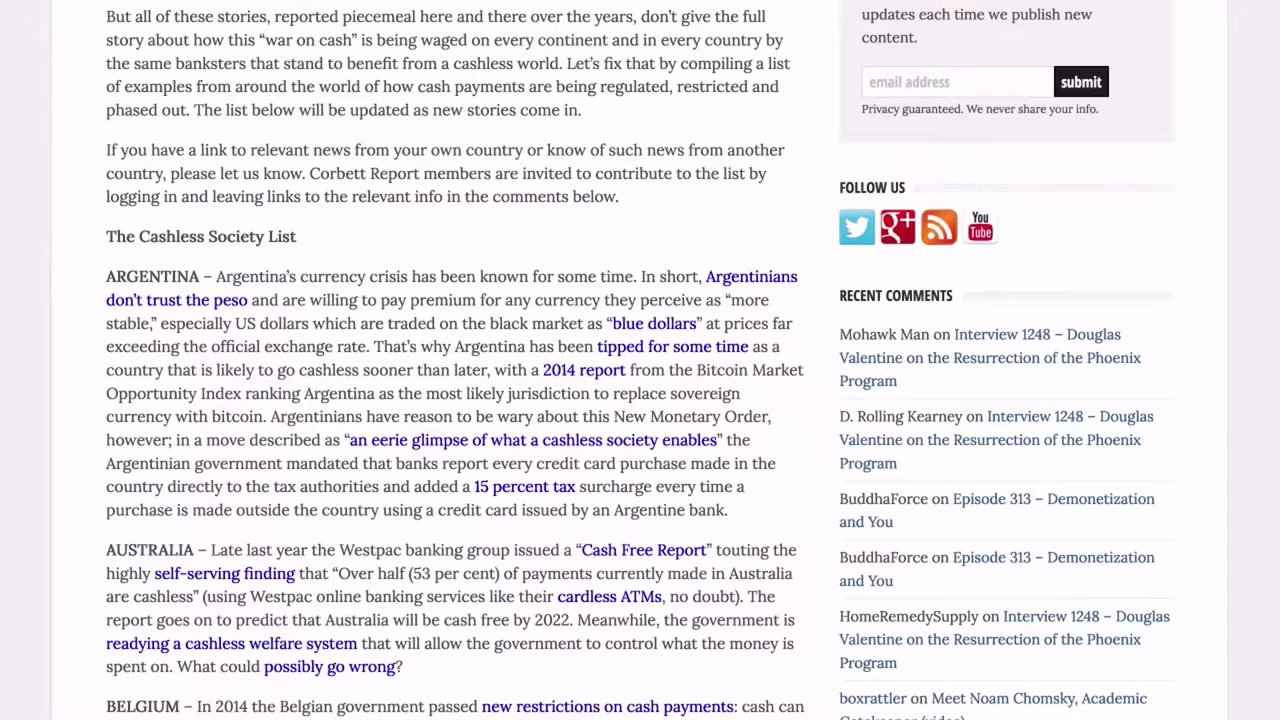 But all of these stories, reported piecemeal here and there over the years, don’t give the full
story about how this “war on cash” is being waged on every continent and in every country by
the same banksters that stand to benefit from a cashless world. Let’s fix that by compiling a list
of examples from around the world of how cash payments are being regulated, restricted and
phased out. The list below will be updated as new stories come in.
If you have a link to relevant news from your own country or know of such news from another
country, please let us know. Corbett Report members are invited to contribute to the list by
logging in and leaving links to the relevant info in the comments below.
The Cashless Society List
ARGENTINA – Argentina’s currency crisis has been known for some time. In short, Argentinians
don’t trust the peso and are willing to pay premium for any currency they perceive as “more
stable,” especially US dollars which are traded on the black market as “blue dollars” at prices far
exceeding the official exchange rate. That’s why Argentina has been tipped for some time as a
country that is likely to go cashless sooner than later, with a 2014 report from the Bitcoin Market
Opportunity Index ranking Argentina as the most likely jurisdiction to replace sovereign
currency with bitcoin. Argentinians have reason to be wary about this New Monetary Order,
however; in a move described as “an eerie glimpse of what a cashless society enables” the
Argentinian government mandated that banks report every credit card purchase made in the
country directly to the tax authorities and added a 15 percent tax surcharge every time a
purchase is made outside the country using a credit card issued by an Argentine bank.
AUSTRALIA – Late last year the Westpac banking group issued a “Cash Free Report” touting the
highly self-serving finding that “Over half (53 per cent) of payments currently made in Australia
are cashless” (using Westpac online banking services like their cardless ATMs, no doubt). The
report goes on to predict that Australia will be cash free by 2022. Meanwhile, the government is
readying a cashless welfare system that will allow the government to control what the money is
spent on. What could possibly go wrong?
BELGIUM – In 2014 the Belgian government passed new restrictions on cash payments: cash can
updates each time we publish new
content.
email address
submit
Privacy guaranteed. We never share your info.
FOLLOW US
g+
You
Tube
RECENT COMMENTS
Mohawk Man on Interview 1248 – Douglas
Valentine on the Resurrection of the Phoenix
Program
D. Rolling Kearney on Interview 1248 – Douglas
Valentine on the Resurrection of the Phoenix
Program
BuddhaForce on Episode 313 – Demonetization
and You
BuddhaForce on Episode 313 – Demonetization
and You
HomeRemedySupply on Interview 1248 – Douglas
Valentine on the Resurrection of the Phoenix
Program
boxrattler on Meet Noam Chomsky, Academic
Gatekeeper (video)